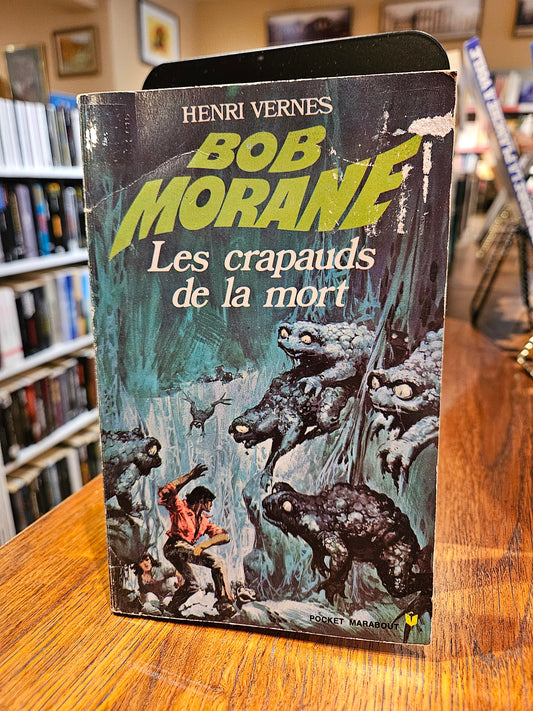 HENRI VERNES
BOB
MORANE
Les crapauds
de la mort
POCKET MARABOUT